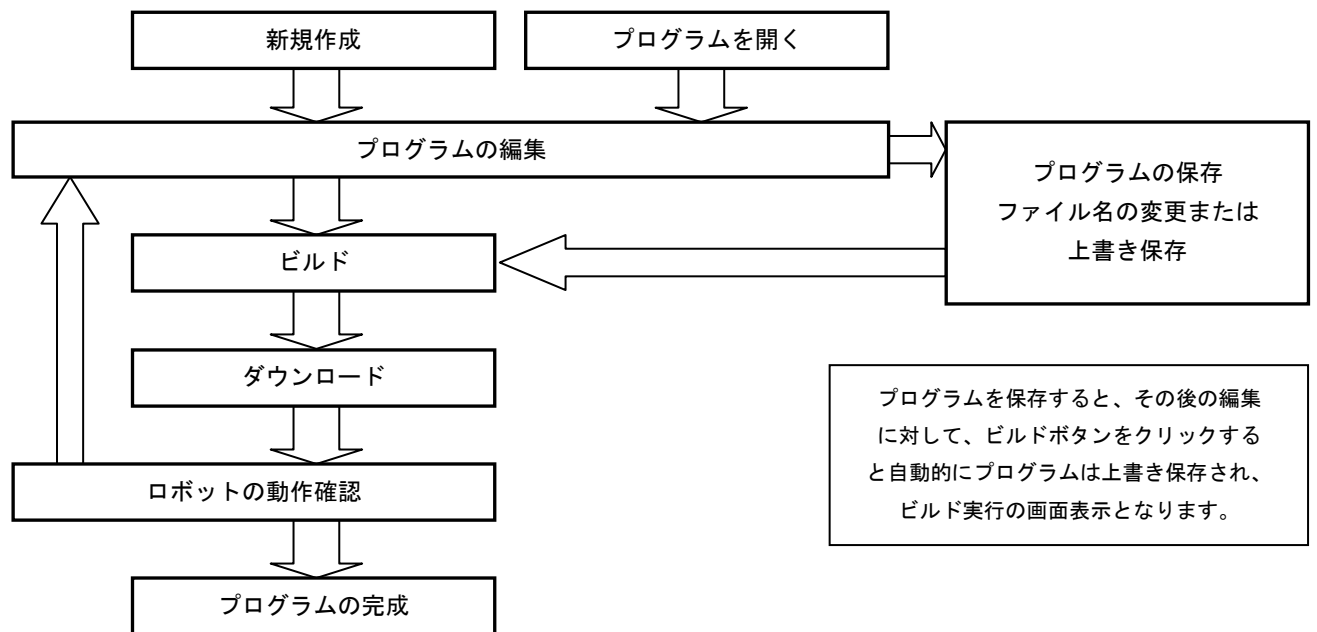 新規作成
プログラムを開く
プログラムの編集
プログラムの保存
ファイル名の変更または
上書き保存
ビルド
ダウンロード
プログラムを保存すると、その後の編集
に対して、ビルドボタンをクリックする
と自動的にプログラムは上書き保存され、
ビルド実行の画面表示となります。
ロボットの動作確認
プログラムの完成